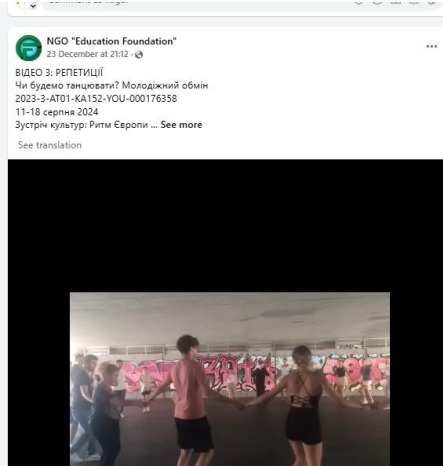 NGO "Education Foundation"
23 December at 21:12 ·
ВІДЕО 3: РЕПЕТИЦІЇ
Чи будемо танцювати? Молодіжний обмін
2023-3-AT01-KA152-YOU-000176358
11-18 серпня 2024
Зустріч культур: Ритм Європи ... See more
See translation